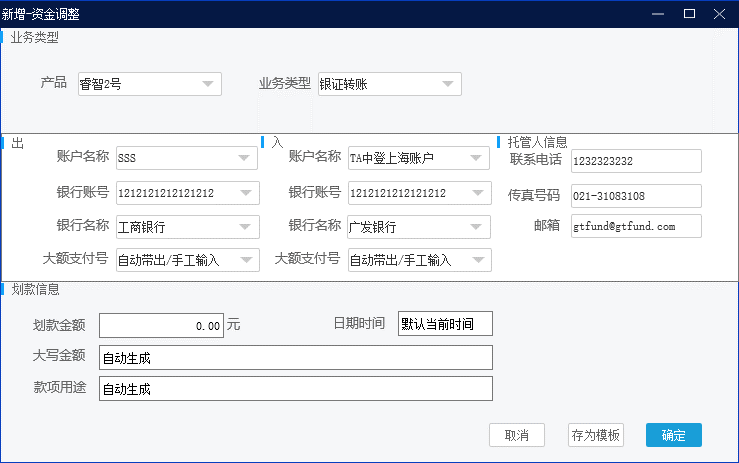 新增-资金调整
业务类型
产品 睿智2号 业务类型 银证转账
出 入 托管人信息
账户名称 SSS 账户名称 TA中登上海账户 联系电话 1232323232
银行账号 1212121212121212 银行账号 1212121212121212 传真号码 021-31083108
银行名称 工商银行 银行名称 广发银行 邮箱 gtfund@gtfund.com
大额支付号 自动带出/手工输入 大额支付号 自动带出/手工输入
划款信息
划款金额 0.00 元 日期时间 默认当前时间
大写金额 自动生成
款项用途 自动生成
取消 存为模板 确定